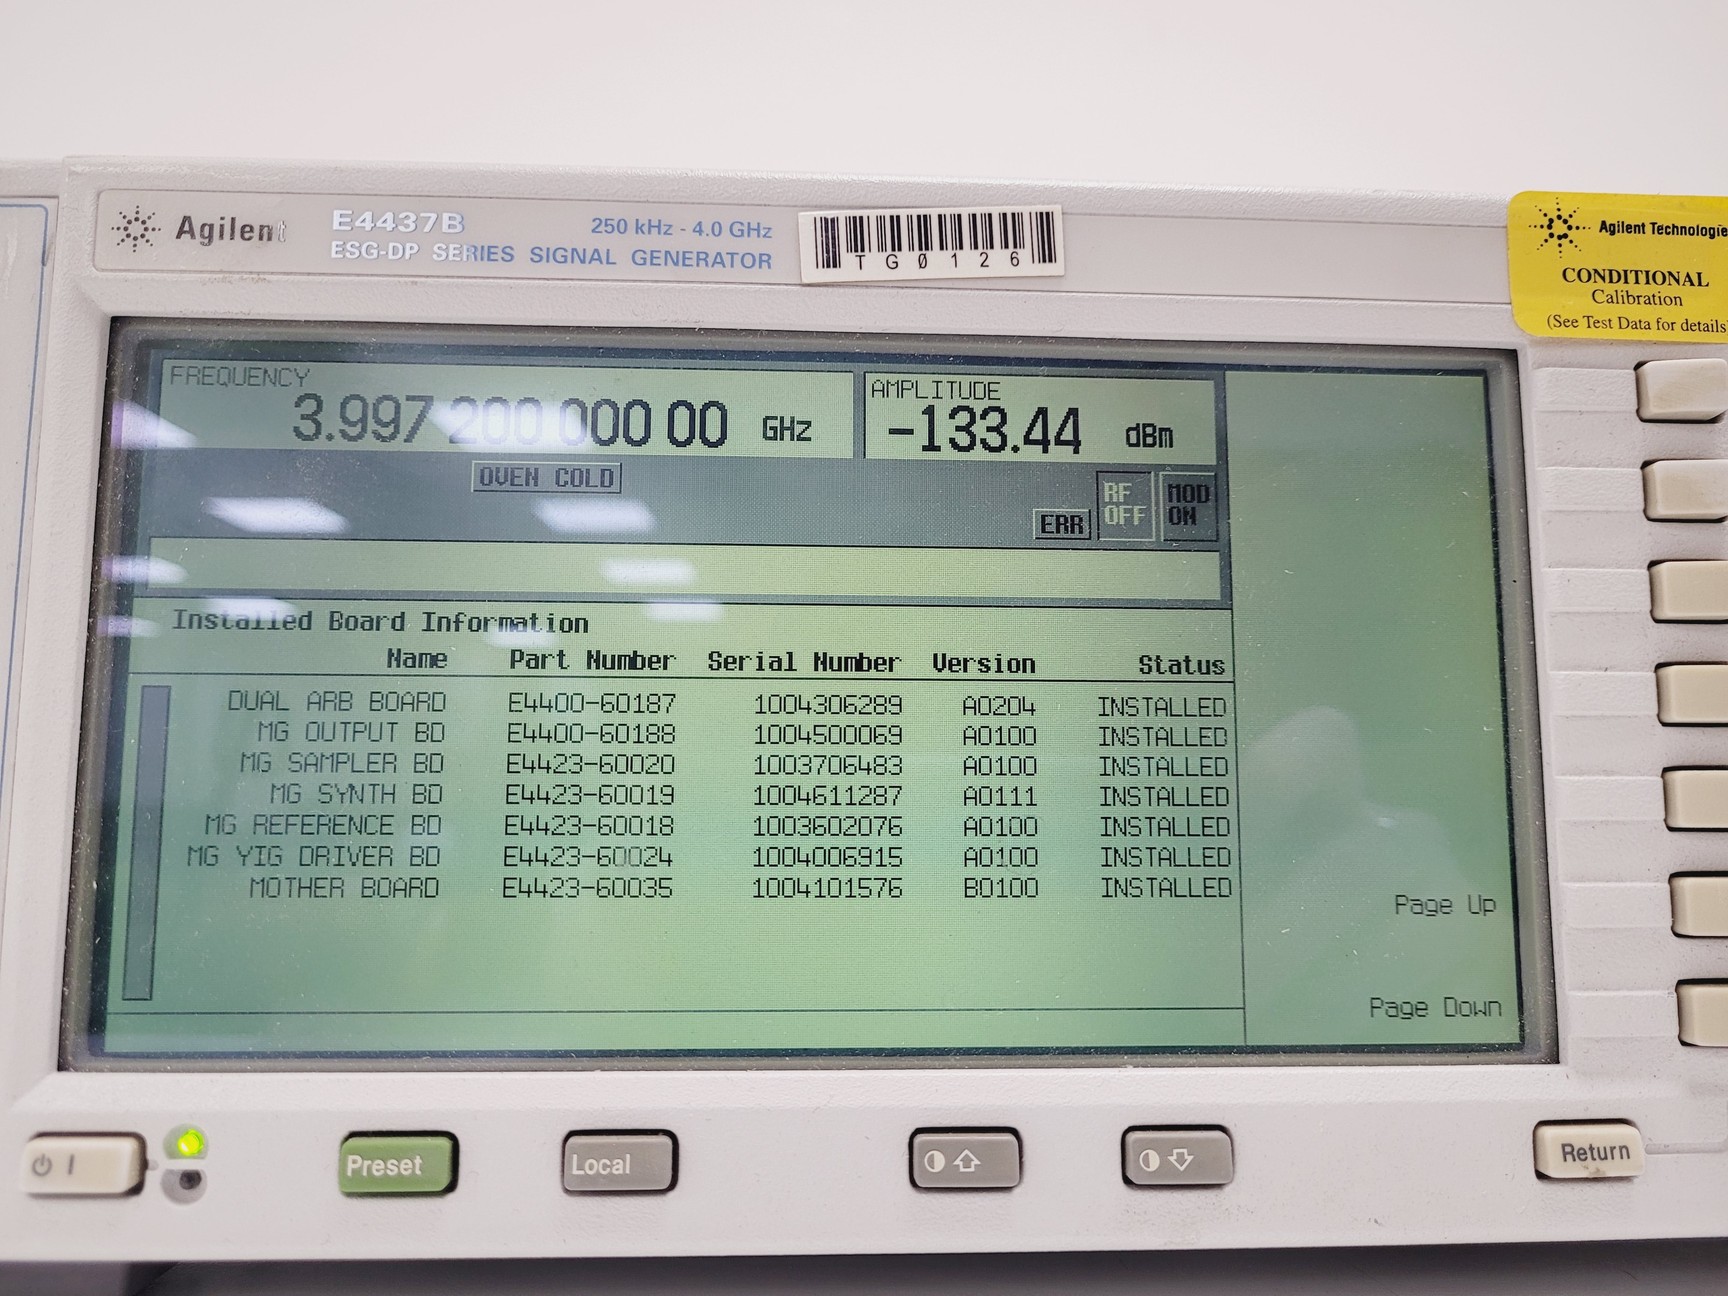 Agilent
E4437B
250 kHz - 4.0 GHz
ESG-DP SERIES SIGNAL GENERATOR
TG0126
Agilent Technologie
CONDITIONAL
Calibration
(See Test Data for details)
FREQUENCY
3.997 200 000 00 GHz
AMPLITUDE
-133.44 dBm
OVEN COLD
ERR
RF OFF
MOD ON
Installed Board Information
Name Part Number Serial Number Version Status
DUAL ARB BOARD E4400-60187 1004306289 A0204 INSTALLED
MG OUTPUT BD E4400-60188 1004500069 A0100 INSTALLED
MG SAMPLER BD E4423-60020 1003706483 A0100 INSTALLED
MG SYNTH BD E4423-60019 1004611287 A0111 INSTALLED
MG REFERENCE BD E4423-60018 1003602076 A0100 INSTALLED
MG YIG DRIVER BD E4423-60024 1004006915 A0100 INSTALLED
MOTHER BOARD E4423-60035 1004101576 B0100 INSTALLED
Page Up
Page Down
Preset
Local
Return